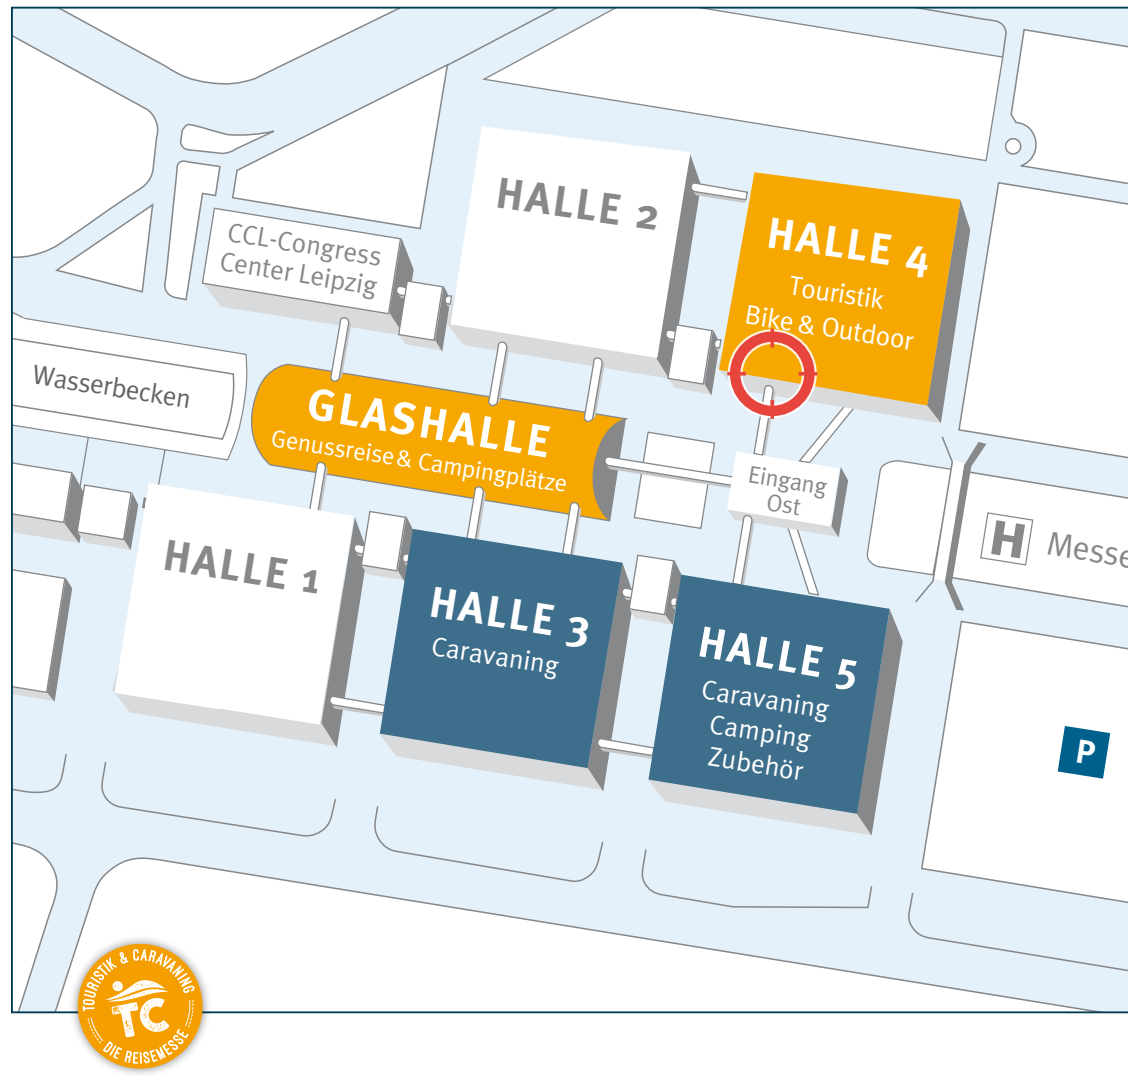 HALLE 2
HALLE 4
Touristik
Bike & Outdoor
CCL-Congress
Center Leipzig
Wasserbecken
GLASHALLE
Genussreise & Campingplätze
Eingang
Ost
H
Messe
HALLE 1
HALLE 3
Caravaning
HALLE 5
Caravaning
Camping
Zubehör
P
TOURISTIK & CARAVANING
TC
DIE REISEMESSE